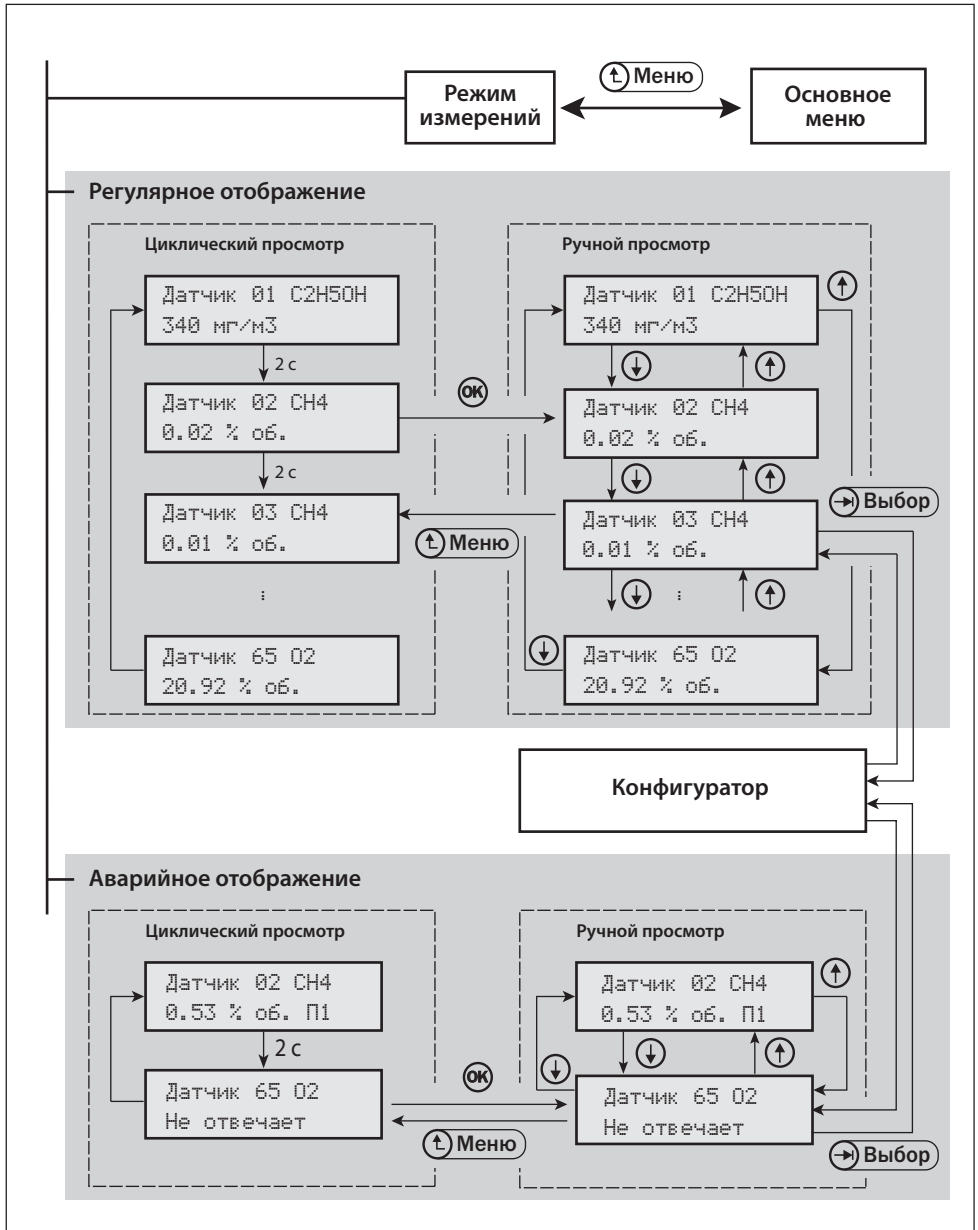 Меню
Режим
измерений
Основное
меню
Регулярное отображение
Циклический просмотр
Датчик 01 C2H5OH
340 мг/м3
2 с
Датчик 02 CH4
0.02 % об.
2 с
Датчик 03 CH4
0.01 % об.
⋮
Датчик 65 O2
20.92 % об.
OK
Меню
Ручной просмотр
Датчик 01 C2H5OH
340 мг/м3
Датчик 02 CH4
0.02 % об.
Датчик 03 CH4
0.01 % об.
⋮
Датчик 65 O2
20.92 % об.
Выбор
Конфигуратор
Аварийное отображение
Циклический просмотр
Датчик 02 CH4
0.53 % об. П1
2 с
Датчик 65 O2
Не отвечает
OK
Меню
Ручной просмотр
Датчик 02 CH4
0.53 % об. П1
Датчик 65 O2
Не отвечает
Выбор